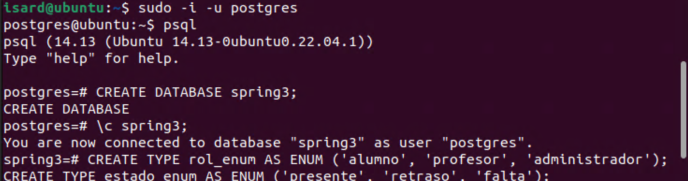 isard@ubuntu:~$ sudo -i -u postgres
postgres@ubuntu:~$ psql
psql (14.13 (Ubuntu 14.13-0ubuntu0.22.04.1))
Type "help" for help.

postgres=# CREATE DATABASE spring3;
CREATE DATABASE
postgres=# \c spring3;
You are now connected to database "spring3" as user "postgres".
spring3=# CREATE TYPE rol_enum AS ENUM ('alumno', 'profesor', 'administrador');
CREATE TYPE estado_enum AS ENUM ('presente', 'retraso', 'falta');